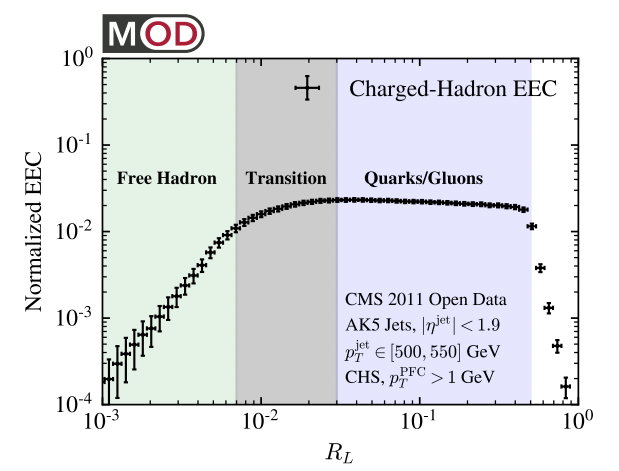 MOD
Charged-Hadron EEC
Free Hadron
Transition
Quarks/Gluons
CMS 2011 Open Data
AK5 Jets, |η^jet| < 1.9
p_T^jet ∈ [500, 550] GeV
CHS, p_T^PFC > 1 GeV
Normalized EEC
10^0
10^-1
10^-2
10^-3
10^-4
10^-3
10^-2
10^-1
10^0
R_L